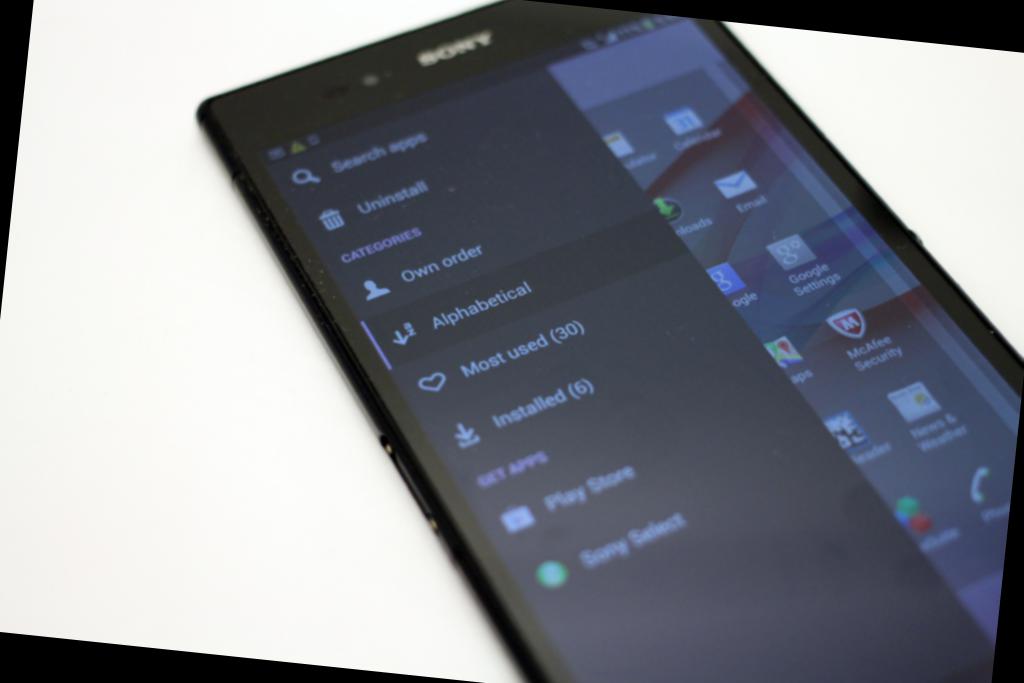 SONY
Search apps
Uninstall
CATEGORIES
Own order
Alphabetical
Most used (30)
Installed (6)
GET APPS
Play Store
Sony Select
31
Calendar
Email
Google
Settings
McAfee
Security
News &
Weather